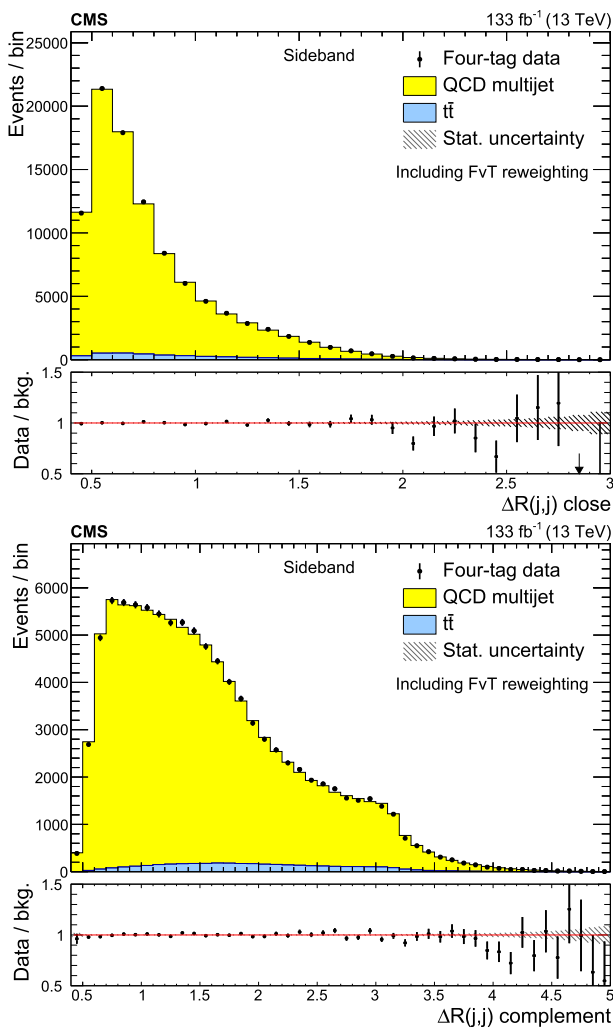 CMS 133 fb⁻¹ (13 TeV)
Events / bin
25000
20000
15000
10000
5000
0
Sideband
Four-tag data
QCD multijet
tt̄
Stat. uncertainty
Including FvT reweighting
Data / bkg.
1.5
1
0.5
0.5 1 1.5 2 2.5 3
ΔR(j,j) close
CMS 133 fb⁻¹ (13 TeV)
Events / bin
6000
5000
4000
3000
2000
1000
0
Sideband
Four-tag data
QCD multijet
tt̄
Stat. uncertainty
Including FvT reweighting
Data / bkg.
1.5
1
0.5
0.5 1 1.5 2 2.5 3 3.5 4 4.5 5
ΔR(j,j) complement